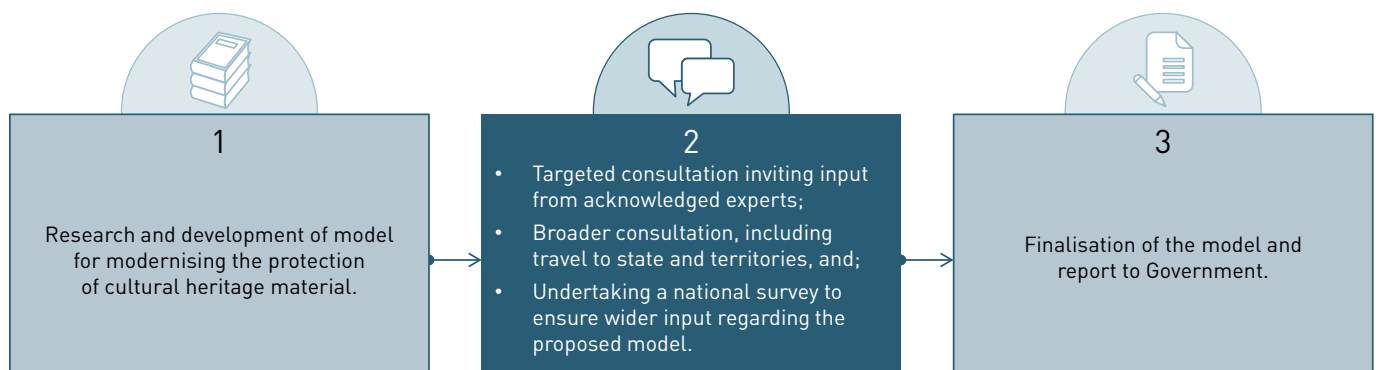 1
Research and development of model
for modernising the protection
of cultural heritage material.
2
• Targeted consultation inviting input
from acknowledged experts;
• Broader consultation, including
travel to state and territories, and;
• Undertaking a national survey to
ensure wider input regarding the
proposed model.
3
Finalisation of the model and
report to Government.